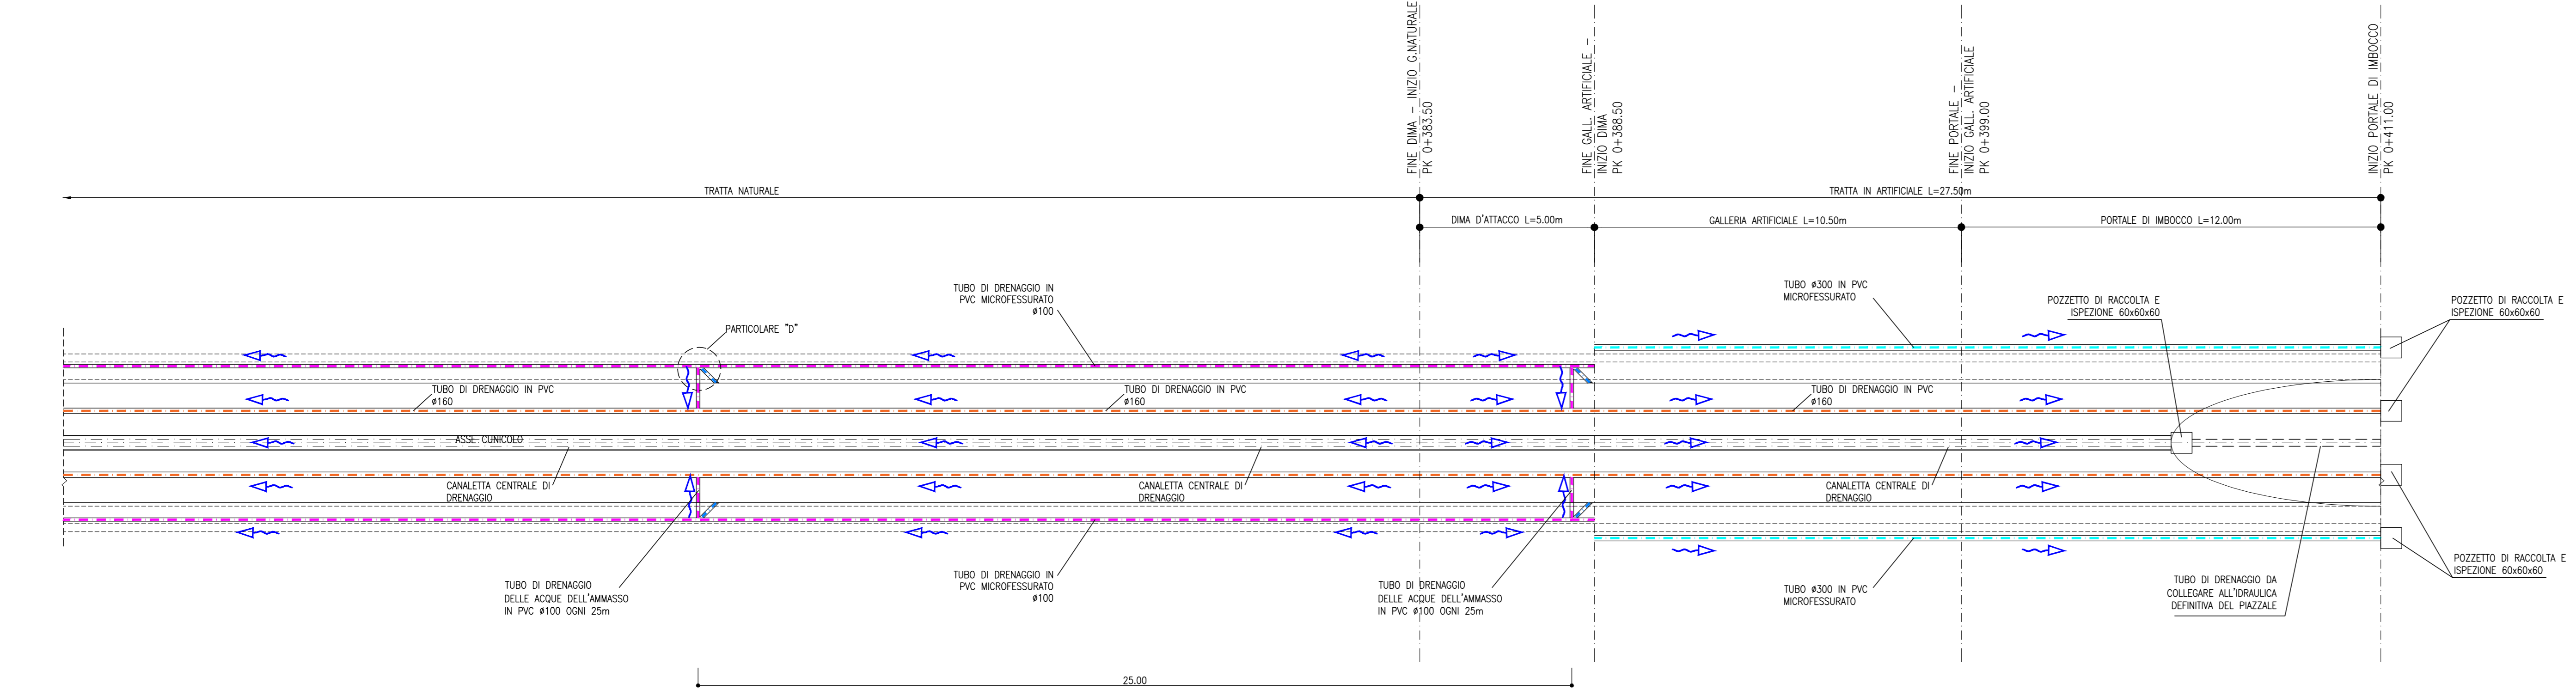 FINE DIMA - INIZIO G.NATURALE
PK 0+383.50
FINE GALL. ARTIFICIALE -
INIZIO DIMA
PK 0+388.50
FINE PORTALE -
INIZIO GALL. ARTIFICIALE
PK 0+399.00
INIZIO PORTALE DI IMBOCCO
PK 0+411.00
TRATTA NATURALE
TRATTA IN ARTIFICIALE L=27.50m
DIMA D'ATTACCO L=5.00m
GALLERIA ARTIFICIALE L=10.50m
PORTALE DI IMBOCCO L=12.00m
TUBO DI DRENAGGIO IN
PVC MICROFESSURATO
ø100
TUBO ø300 IN PVC
MICROFESSURATO
POZZETTO DI RACCOLTA E
ISPEZIONE 60x60x60
POZZETTO DI RACCOLTA E
ISPEZIONE 60x60x60
PARTICOLARE "D"
TUBO DI DRENAGGIO IN PVC
ø160
TUBO DI DRENAGGIO IN PVC
ø160
TUBO DI DRENAGGIO IN PVC
ø160
ASSE CUNICOLO
CANALETTA CENTRALE DI
DRENAGGIO
CANALETTA CENTRALE DI
DRENAGGIO
CANALETTA CENTRALE DI
DRENAGGIO
TUBO DI DRENAGGIO
DELLE ACQUE DELL'AMMASSO
IN PVC ø100 OGNI 25m
TUBO DI DRENAGGIO IN
PVC MICROFESSURATO
ø100
TUBO DI DRENAGGIO
DELLE ACQUE DELL'AMMASSO
IN PVC ø100 OGNI 25m
TUBO ø300 IN PVC
MICROFESSURATO
TUBO DI DRENAGGIO DA
COLLEGARE ALL'IDRAULICA
DEFINITIVA DEL PIAZZALE
POZZETTO DI RACCOLTA E
ISPEZIONE 60x60x60
25.00